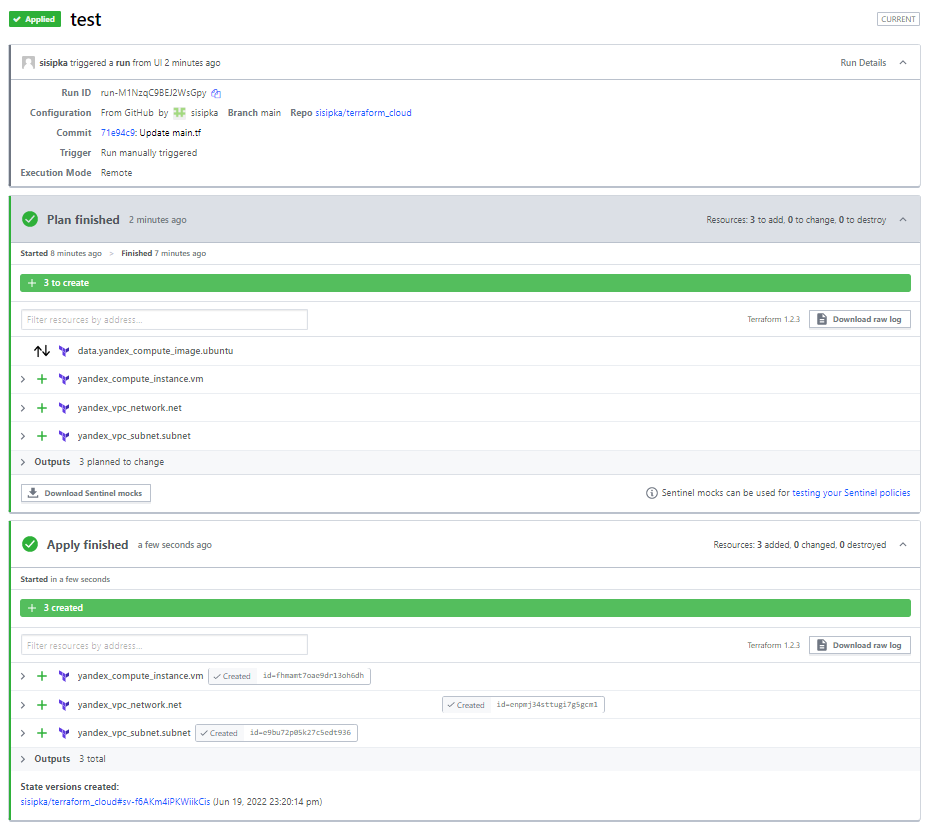 Applied test CURRENT
sisipka triggered a run from UI 2 minutes ago Run Details
Run ID run-M1NzqC9BEJ2WsGpy
Configuration From GitHub by sisipka Branch main Repo sisipka/terraform_cloud
Commit 71e94c9: Update main.tf
Trigger Run manually triggered
Execution Mode Remote
Plan finished 2 minutes ago Resources: 3 to add, 0 to change, 0 to destroy
Started 8 minutes ago > Finished 7 minutes ago
+ 3 to create
Filter resources by address... Terraform 1.2.3 Download raw log
data.yandex_compute_image.ubuntu
yandex_compute_instance.vm
yandex_vpc_network.net
yandex_vpc_subnet.subnet
Outputs 3 planned to change
Download Sentinel mocks Sentinel mocks can be used for testing your Sentinel policies
Apply finished a few seconds ago Resources: 3 added, 0 changed, 0 destroyed
Started in a few seconds
+ 3 created
Filter resources by address... Terraform 1.2.3 Download raw log
yandex_compute_instance.vm Created id=fhmamt7oae9dr13oh6dh
yandex_vpc_network.net Created id=enpmj34sttugi7g5gcm1
yandex_vpc_subnet.subnet Created id=e9bu72p05k27c5edt936
Outputs 3 total
State versions created:
sisipka/terraform_cloud#sv-f6AKm4iPKWiikCis (Jun 19, 2022 23:20:14 pm)